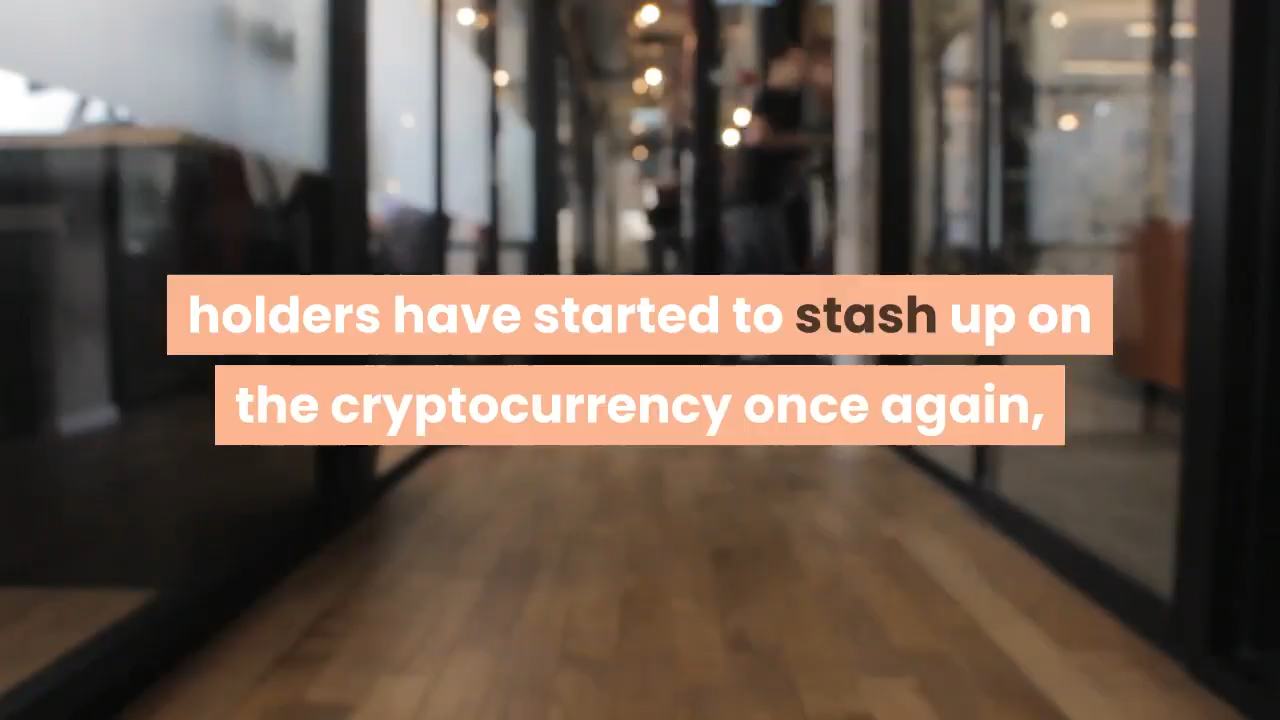 holders have started to stash up on
the cryptocurrency once again,